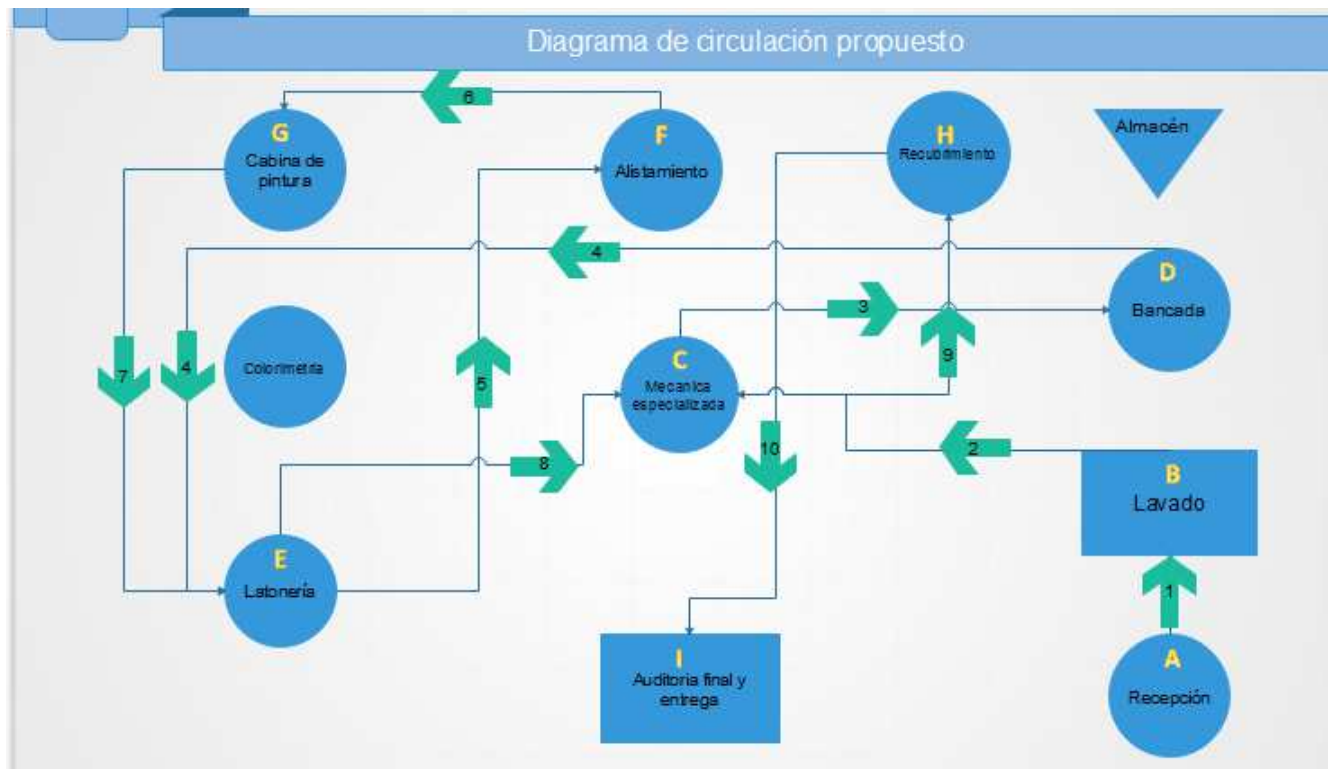 Diagrama de circulación propuesto
6
G
Cabina de
pintura
F
Alistamiento
H
Recubrimiento
Almacén
4
D
Bancada
3
7
4
Colorimetría
5
C
Mecanica
especializada
9
8
10
2
B
Lavado
E
Latonería
1
I
Auditoria final y
entrega
A
Recepción